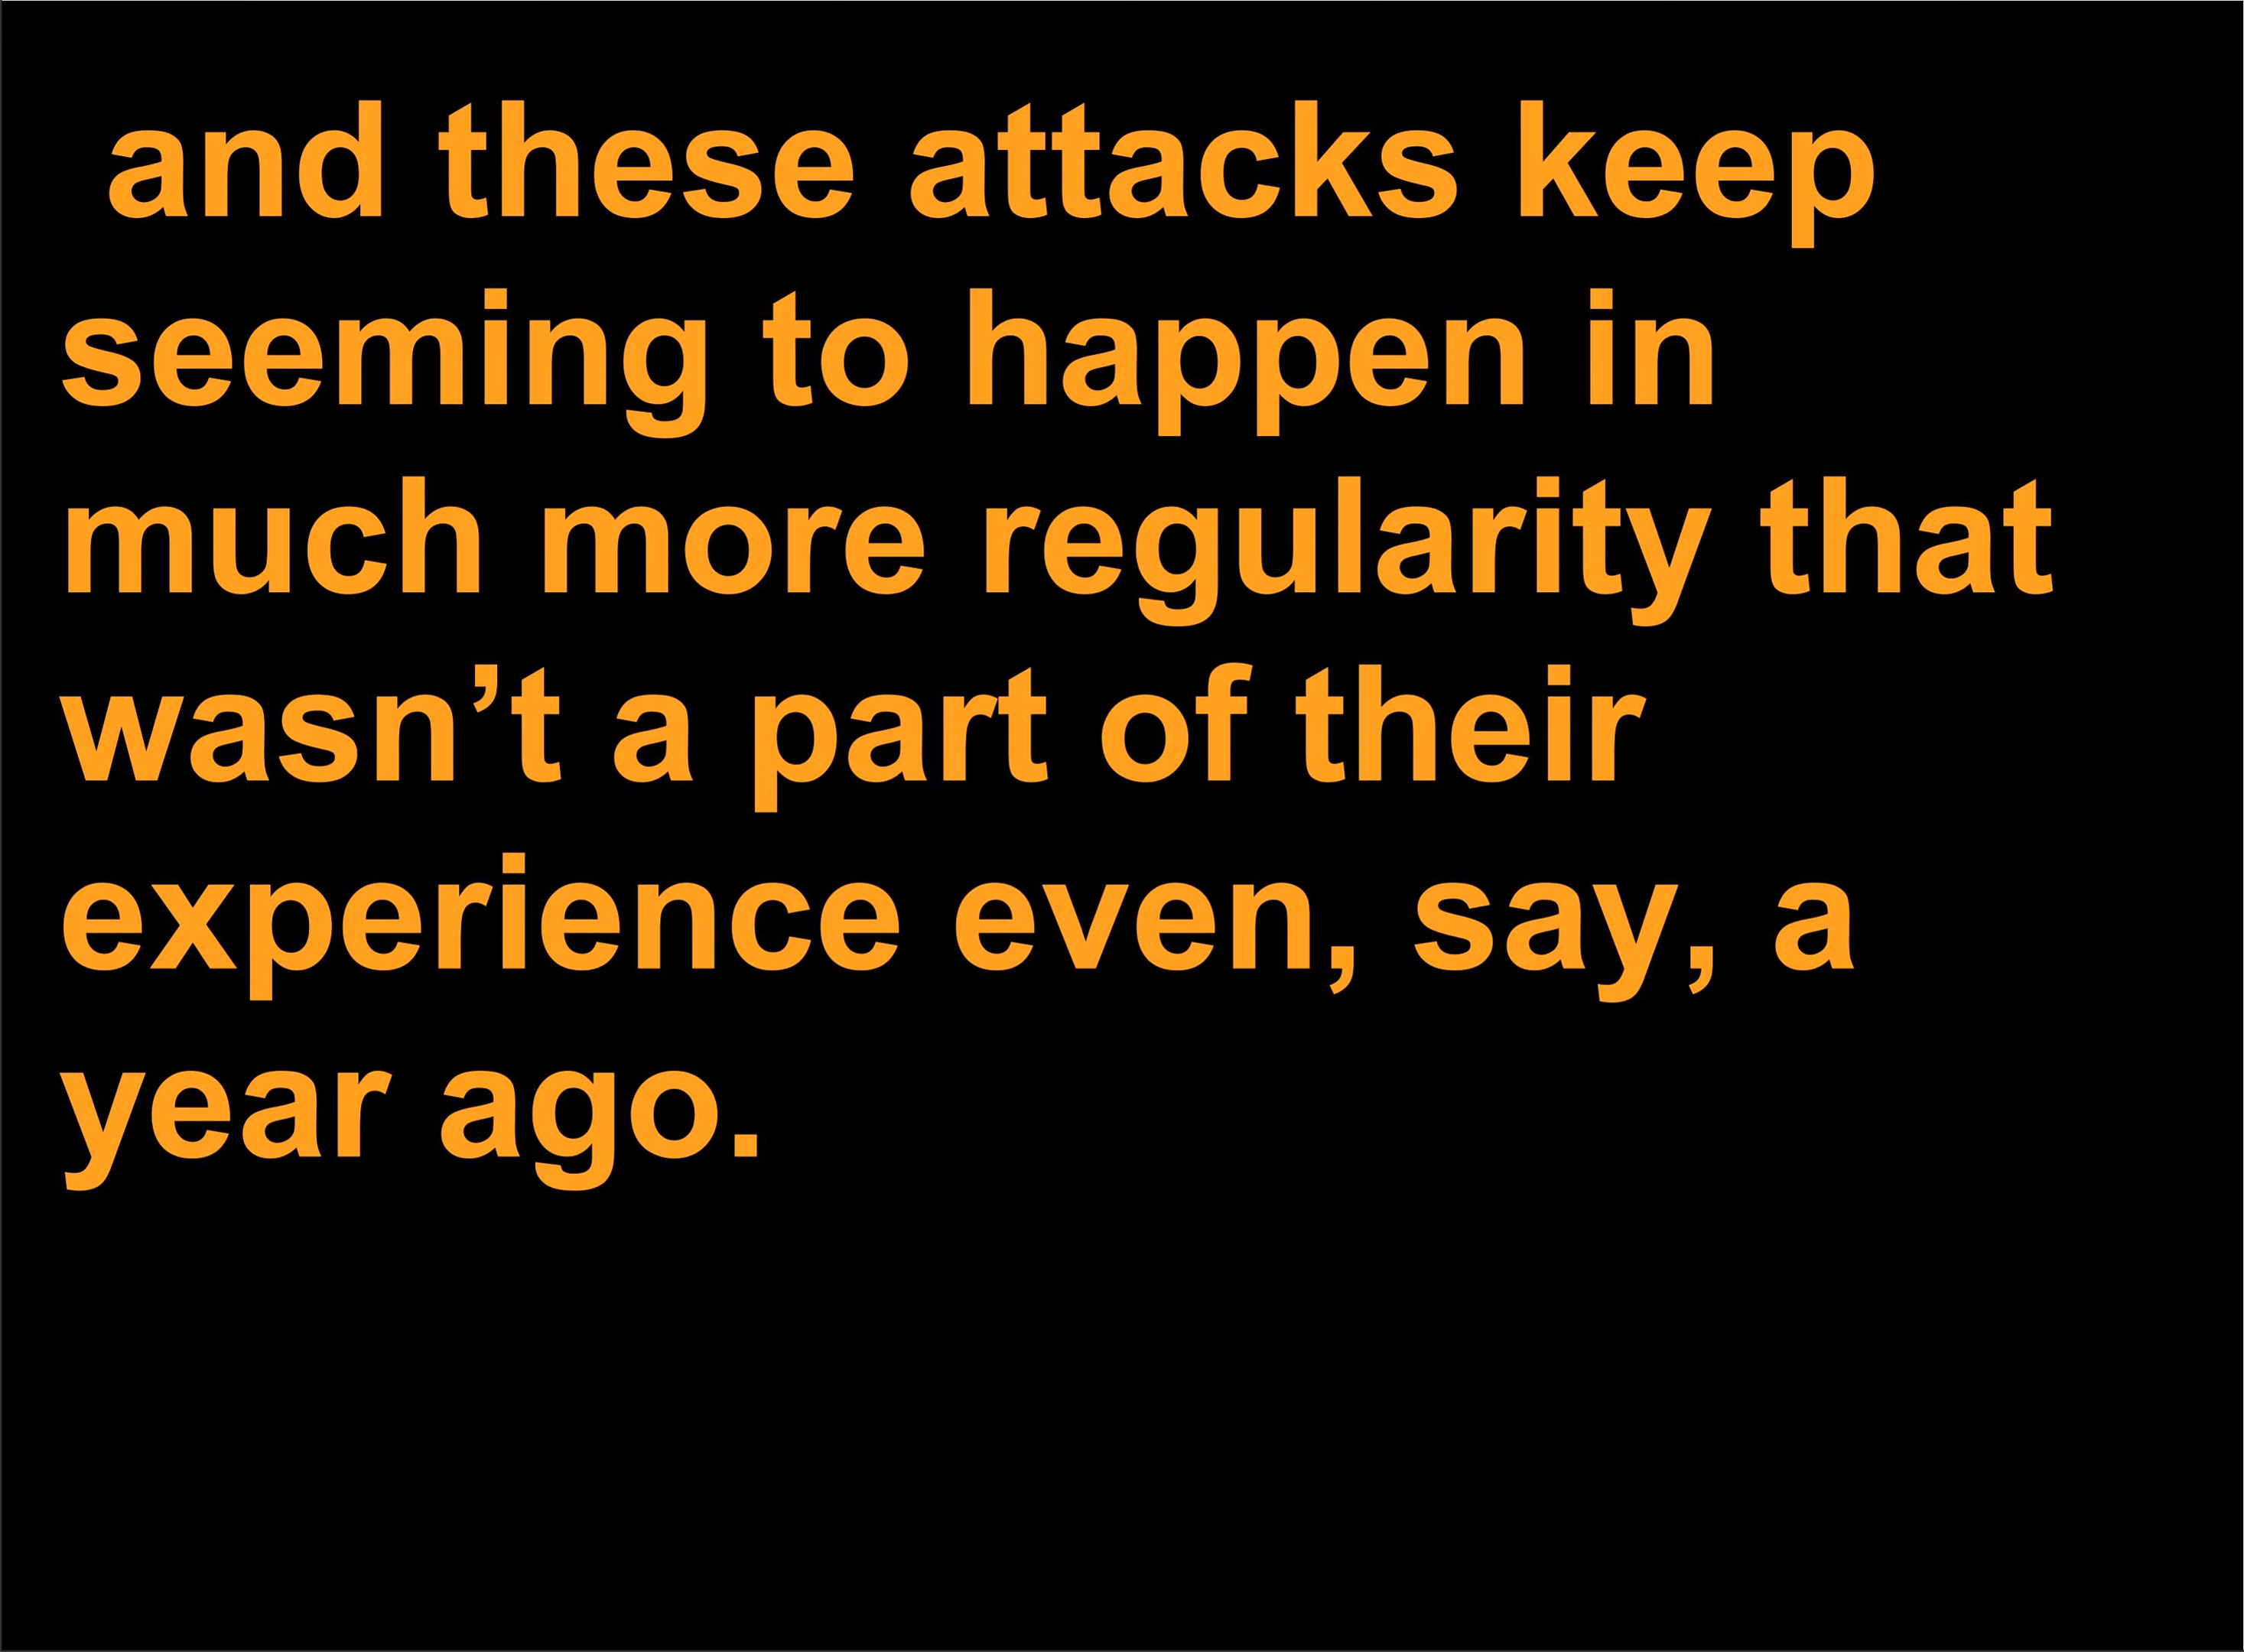 and these attacks keep
seeming to happen in
much more regularity that
wasn’t a part of their
experience even, say, a
year ago.